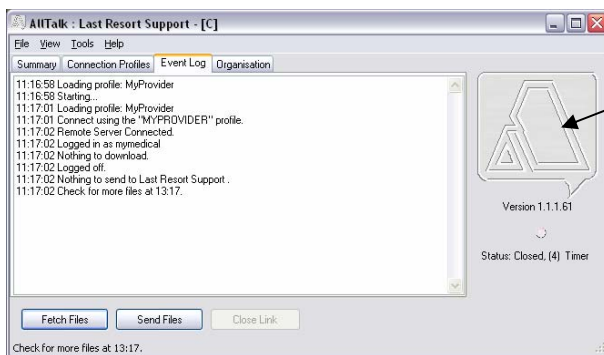 AllTalk : Last Resort Support - [C]
File View Tools Help
Summary Connection Profiles Event Log Organisation
11:16:58 Loading profile: MyProvider
11:16:58 Starting...
11:17:01 Loading profile: MyProvider
11:17:01 Connect using the "MYPROVIDER" profile.
11:17:02 Remote Server Connected.
11:17:02 Logged in as mymedical
11:17:02 Nothing to download.
11:17:02 Logged off.
11:17:02 Nothing to send to Last Resort Support .
11:17:02 Check for more files at 13:17.
Version 1.1.1.61
Status: Closed, (4) Timer
Fetch Files Send Files Close Link
Check for more files at 13:17.